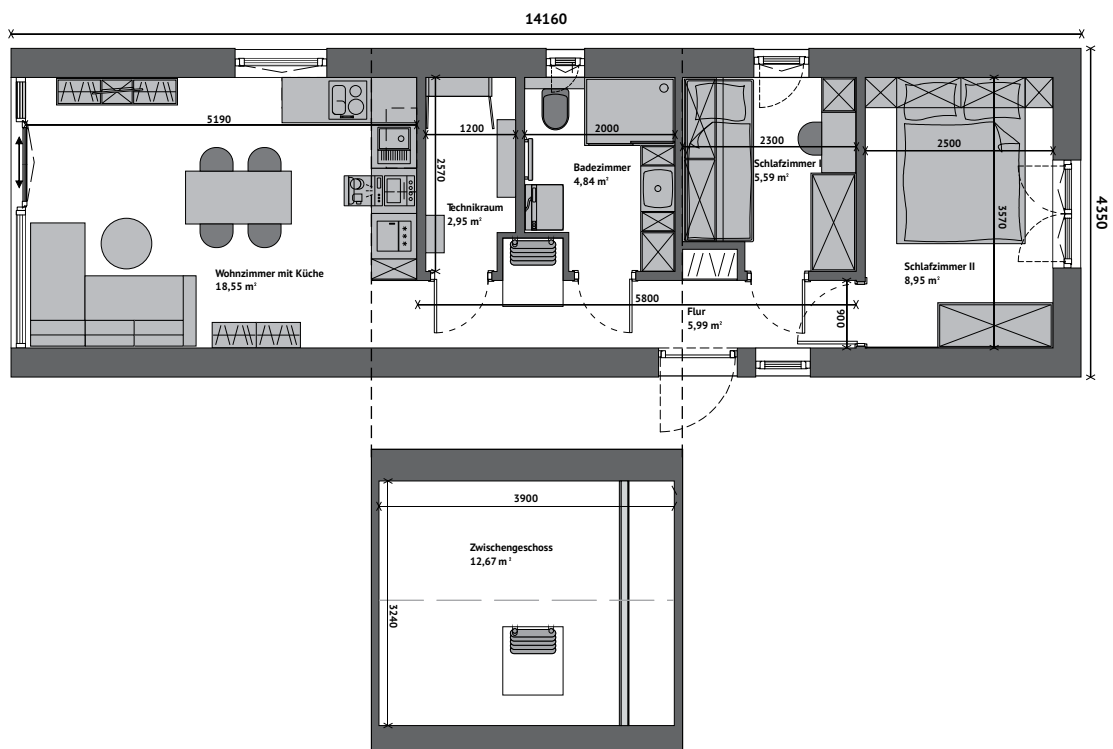 14160
5190
1200
2000
2300
2500
2570
Badezimmer
4,84 m²
Schlafzimmer I
5,59 m²
4350
3570
Technikraum
2,95 m²
Wohnzimmer mit Küche
18,55 m²
Schlafzimmer II
8,95 m²
5800
Flur
5,99 m²
900
3900
Zwischengeschoss
12,67 m²
3240